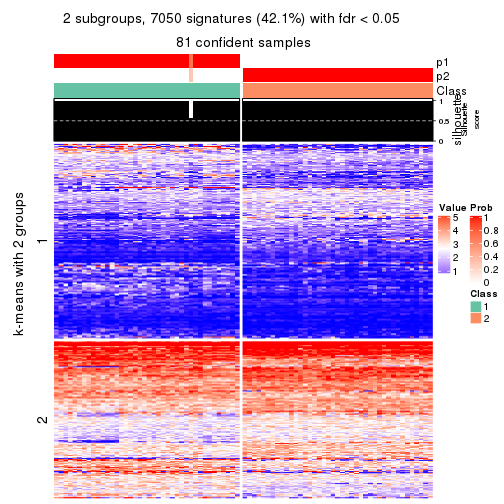 2 subgroups, 7050 signatures (42.1%) with fdr < 0.05
81 confident samples
p1
p2
Class
1
0.5
0
silhouette
Silhouette
score
k-means with 2 groups
1
2
Value
5
4
3
2
1
Prob
1
0.8
0.6
0.4
0.2
0
Class
1
2